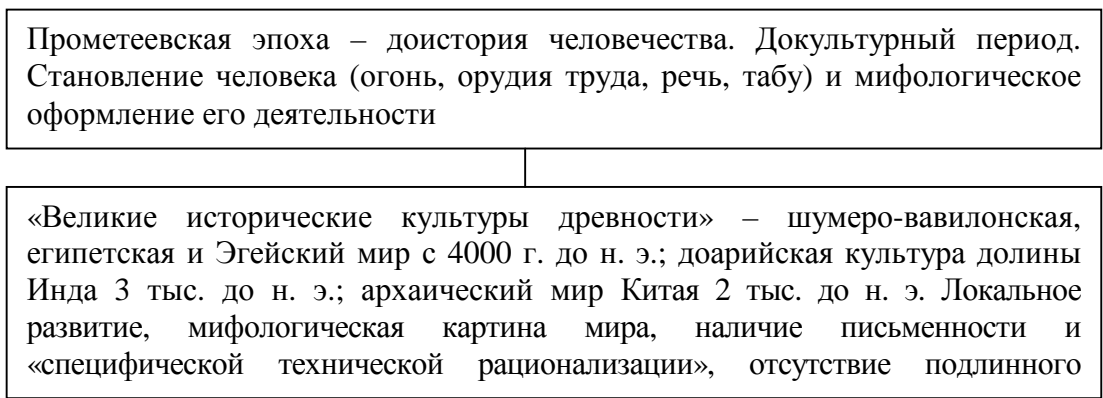 Прометеевская эпоха – доистория человечества. Докультурный период.
Становление человека (огонь, орудия труда, речь, табу) и мифологическое
оформление его деятельности
«Великие исторические культуры древности» – шумеро-вавилонская,
египетская и Эгейский мир с 4000 г. до н. э.; доарийская культура долины
Инда 3 тыс. до н. э.; архаический мир Китая 2 тыс. до н. э. Локальное
развитие, мифологическая картина мира, наличие письменности и
«специфической технической рационализации», отсутствие подлинного